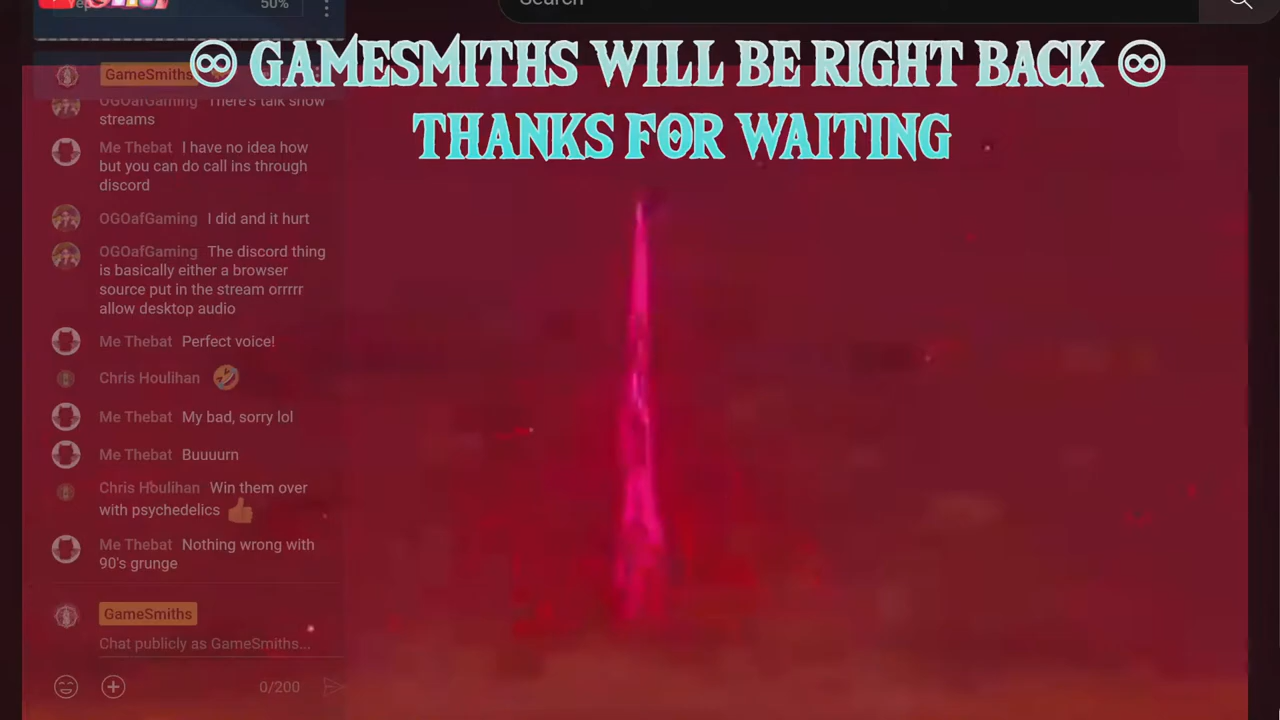 Yep 50%
Search
♾ GAMESMITHS WILL BE RIGHT BACK ♾
THANKS FOR WAITING
GameSmiths
OGOafGaming There's talk show
streams
Me Thebat I have no idea how
but you can do call ins through
discord
OGOafGaming I did and it hurt
OGOafGaming The discord thing
is basically either a browser
source put in the stream orrrrr
allow desktop audio
Me Thebat Perfect voice!
Chris Houlihan 🤣
Me Thebat My bad, sorry lol
Me Thebat Buuuurn
Chris Houlihan Win them over
with psychedelics 👍
Me Thebat Nothing wrong with
90's grunge
GameSmiths
Chat publicly as GameSmiths...
0/200